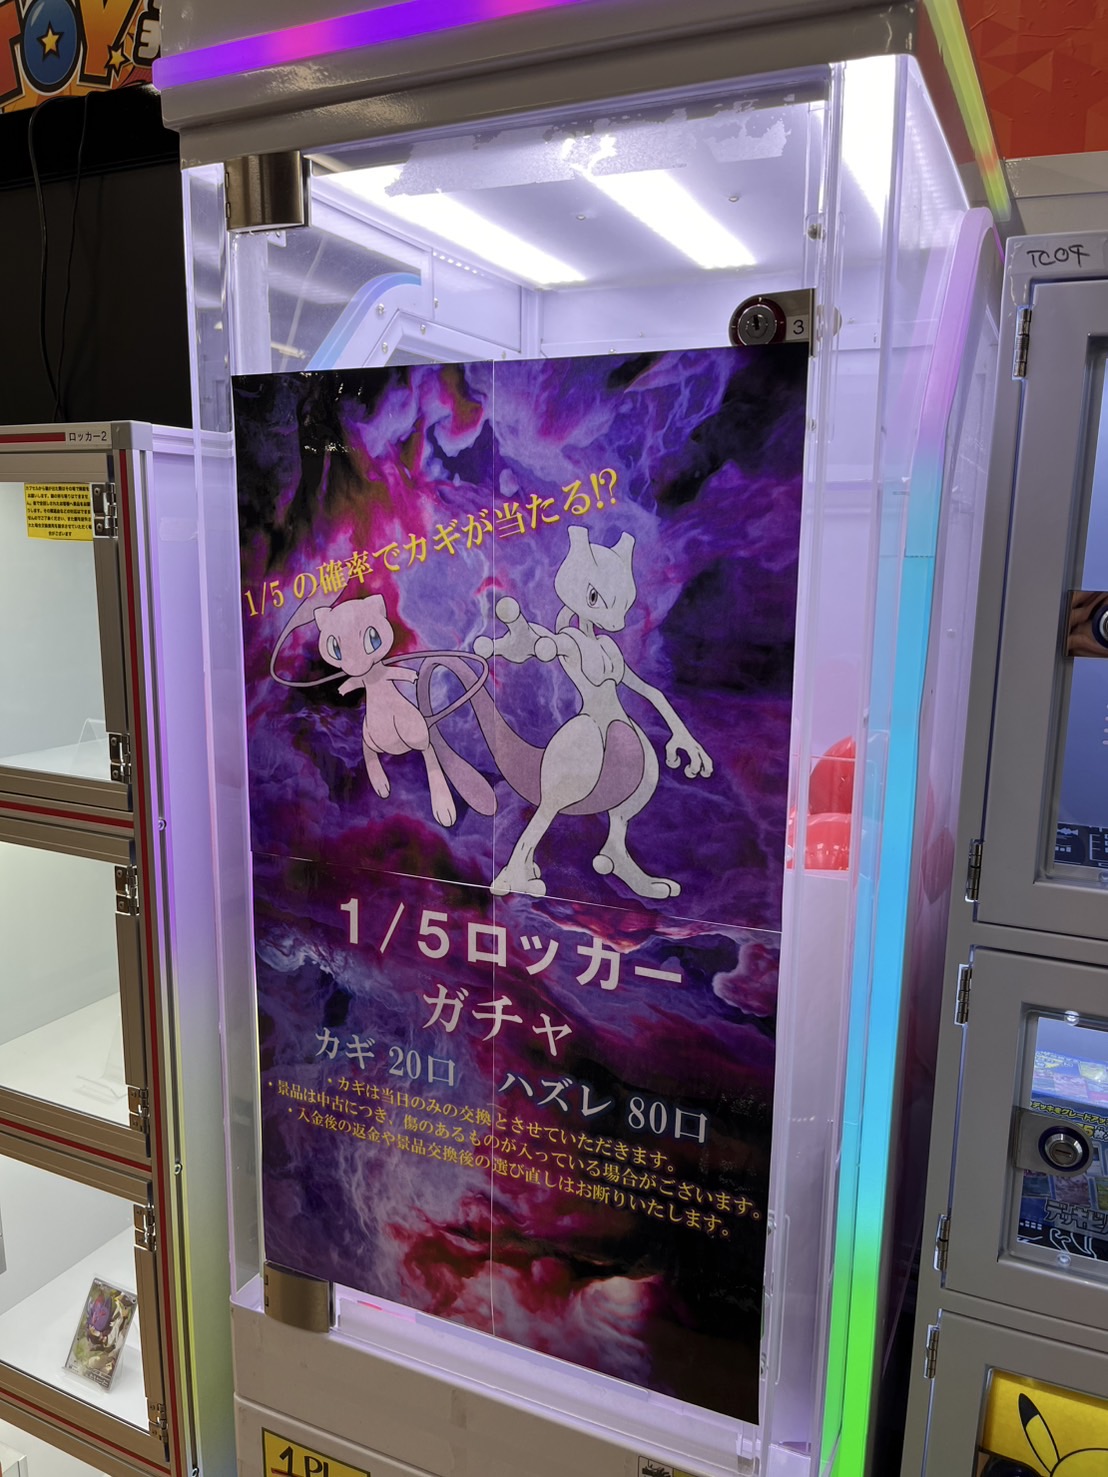 TOY
TC09
3
ロッカー2
1/5 の確率でカギが当たる!?
1/5ロッカー
ガチャ
カギ 20口 ハズレ 80口
・カギは当日のみの交換とさせていただきます。
・景品は中古につき、傷のあるものが入っている場合がございます。
・入金後の返金や景品交換後の選び直しはお断りいたします。